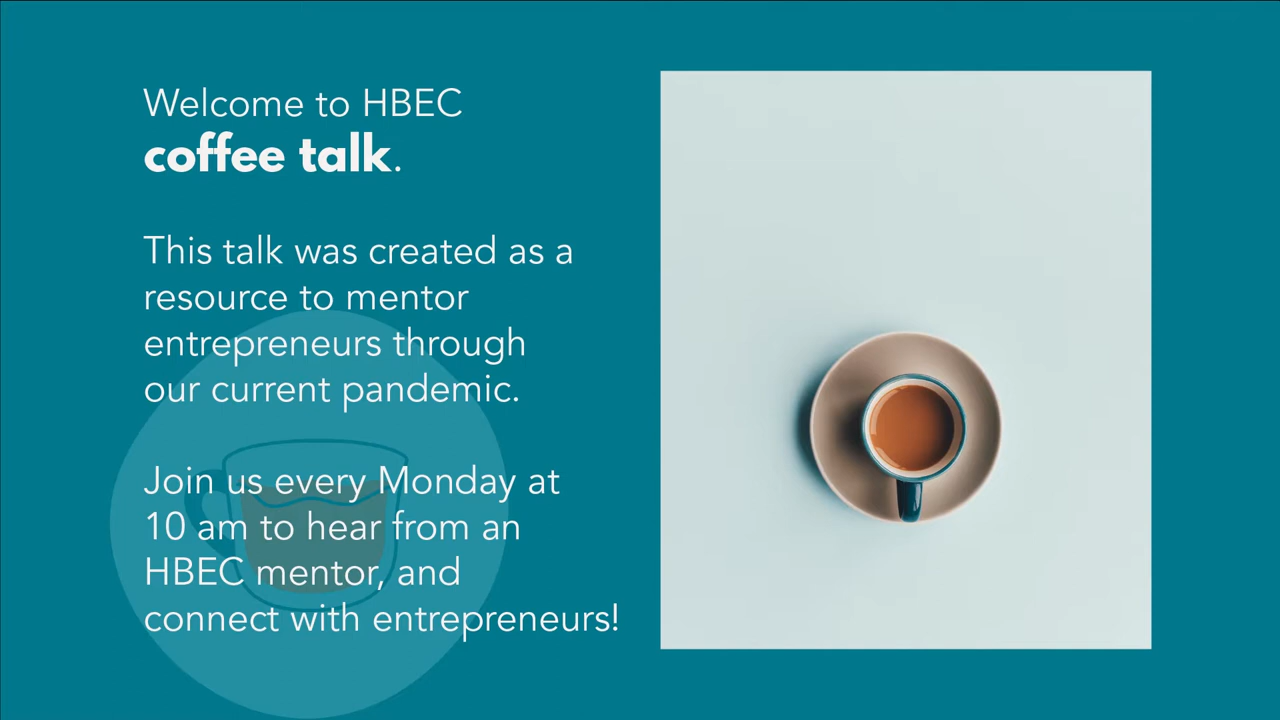 Welcome to HBEC
coffee talk.
This talk was created as a
resource to mentor
entrepreneurs through
our current pandemic.
Join us every Monday at
10 am to hear from an
HBEC mentor, and
connect with entrepreneurs!